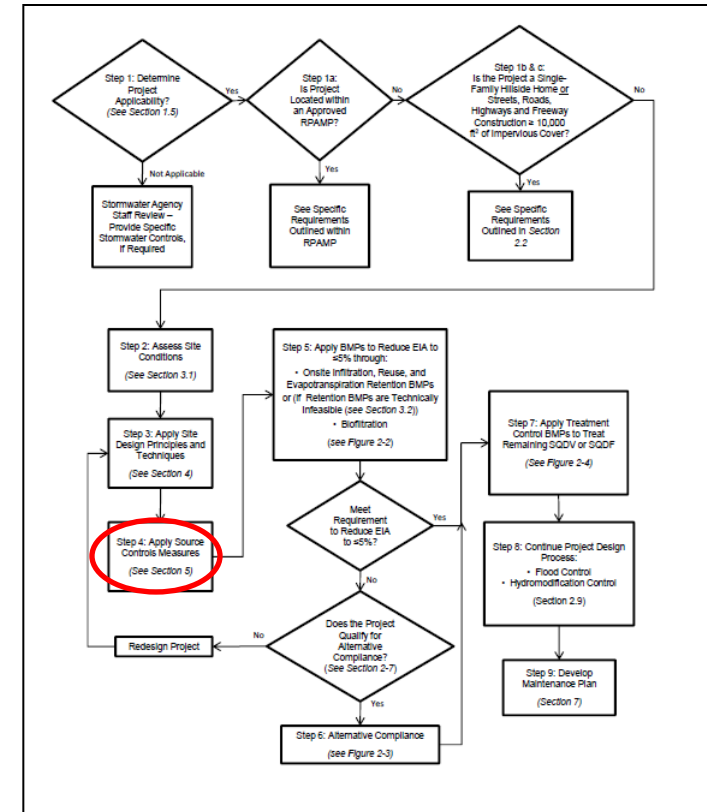 Step 1: Determine
Project
Applicability?
(See Section 1.5)
Yes
Step 1a:
Is Project
Located within
an Approved
RPAMP?
No
Step 1b & c:
Is the Project a Single-
Family Hillside Home or
Streets, Roads,
Highways and Freeway
Construction ≥ 10,000
ft² of Impervious Cover?
No
Not Applicable
Yes
Yes
Stormwater Agency
Staff Review –
Provide Specific
Stormwater Controls,
If Required
See Specific
Requirements
Outlined within
RPAMP
See Specific
Requirements
Outlined in Section
2.2
Step 2: Assess Site
Conditions
(See Section 3.1)
Step 3: Apply Site
Design Principles and
Techniques
(See Section 4)
Step 4: Apply Source
Controls Measures
(See Section 5)
Step 5: Apply BMPs to Reduce EIA to
≤5% through:
• Onsite Infiltration, Reuse, and
Evapotranspiration Retention BMPs
or (If Retention BMPs are Technically
Infeasible (see Section 3.2))
• Biofiltration
(see Figure 2-2)
Meet
Requirement
to Reduce EIA
to ≤5%?
Yes
No
Does the Project
Qualify for
Alternative
Compliance?
(See Section 2-7)
No
Redesign Project
Yes
Step 6: Alternative Compliance
(see Figure 2-3)
Step 7: Apply Treatment
Control BMPs to Treat
Remaining SQDV or SQDF
(See Figure 2-4)
Step 8: Continue Project Design
Process:
• Flood Control
• Hydromodification Control
(Section 2.9)
Step 9: Develop
Maintenance Plan
(Section 7)